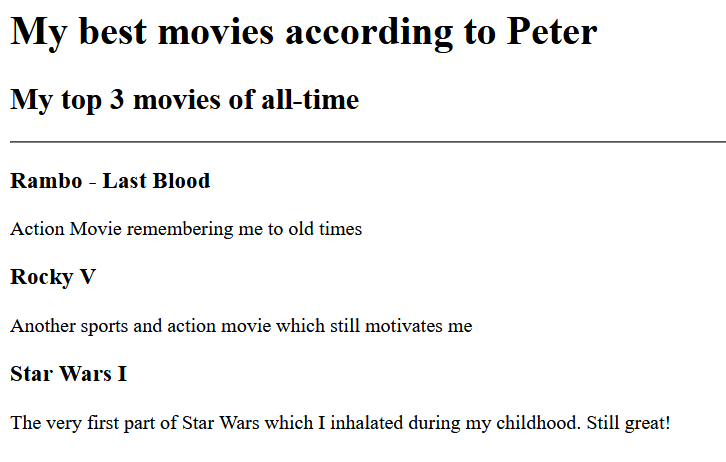 My best movies according to Peter
My top 3 movies of all-time
Rambo - Last Blood
Action Movie remembering me to old times
Rocky V
Another sports and action movie which still motivates me
Star Wars I
The very first part of Star Wars which I inhalated during my childhood. Still great!